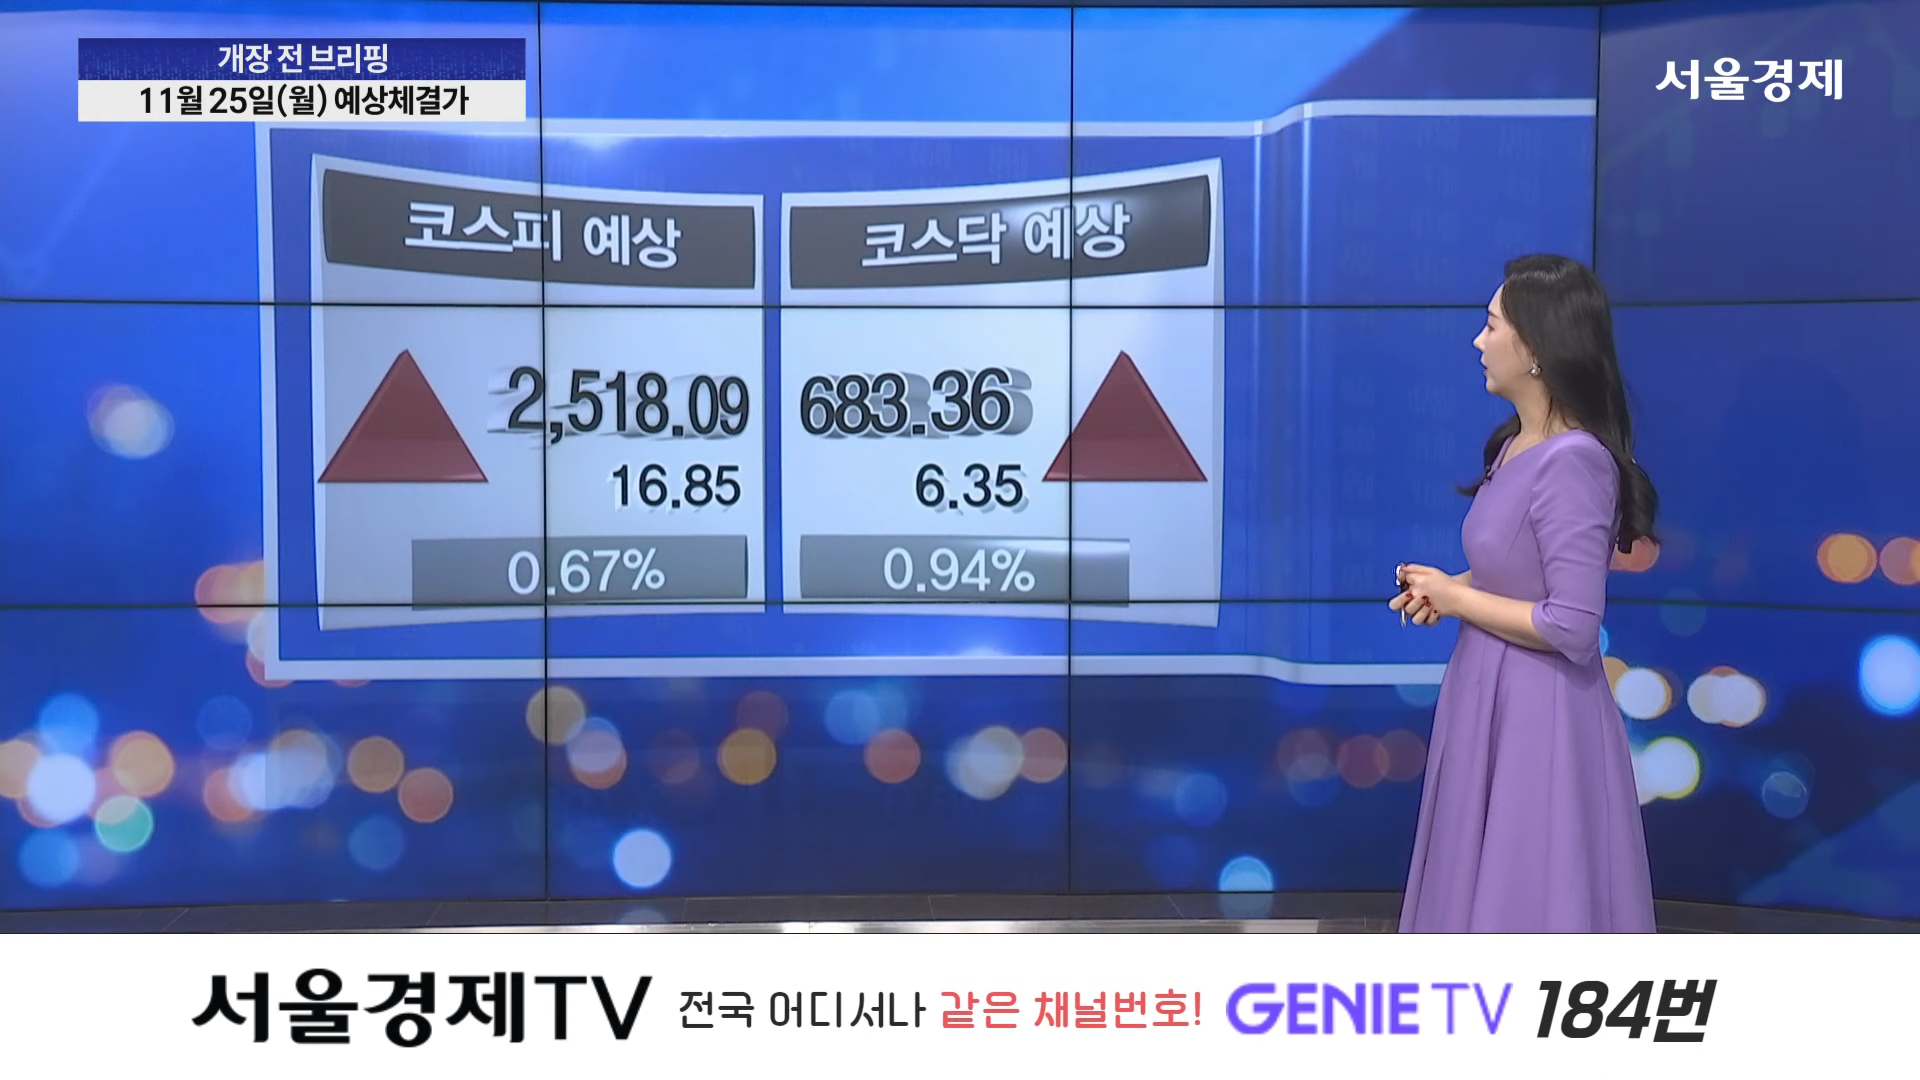 개장 전 브리핑
11월 25일(월) 예상체결가
서울경제
코스피 예상
코스닥 예상
2,518.09
16.85
0.67%
683.36
6.35
0.94%
서울경제TV 전국 어디서나 같은 채널번호! GENIE TV 184번